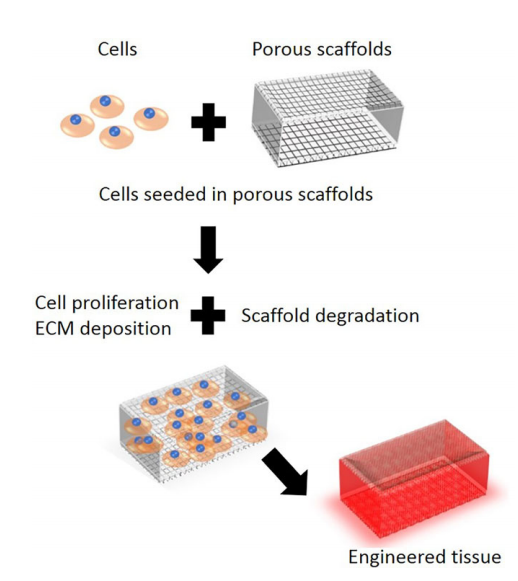 Cells
Porous scaffolds
Cells seeded in porous scaffolds
Cell proliferation
ECM deposition
Scaffold degradation
Engineered tissue